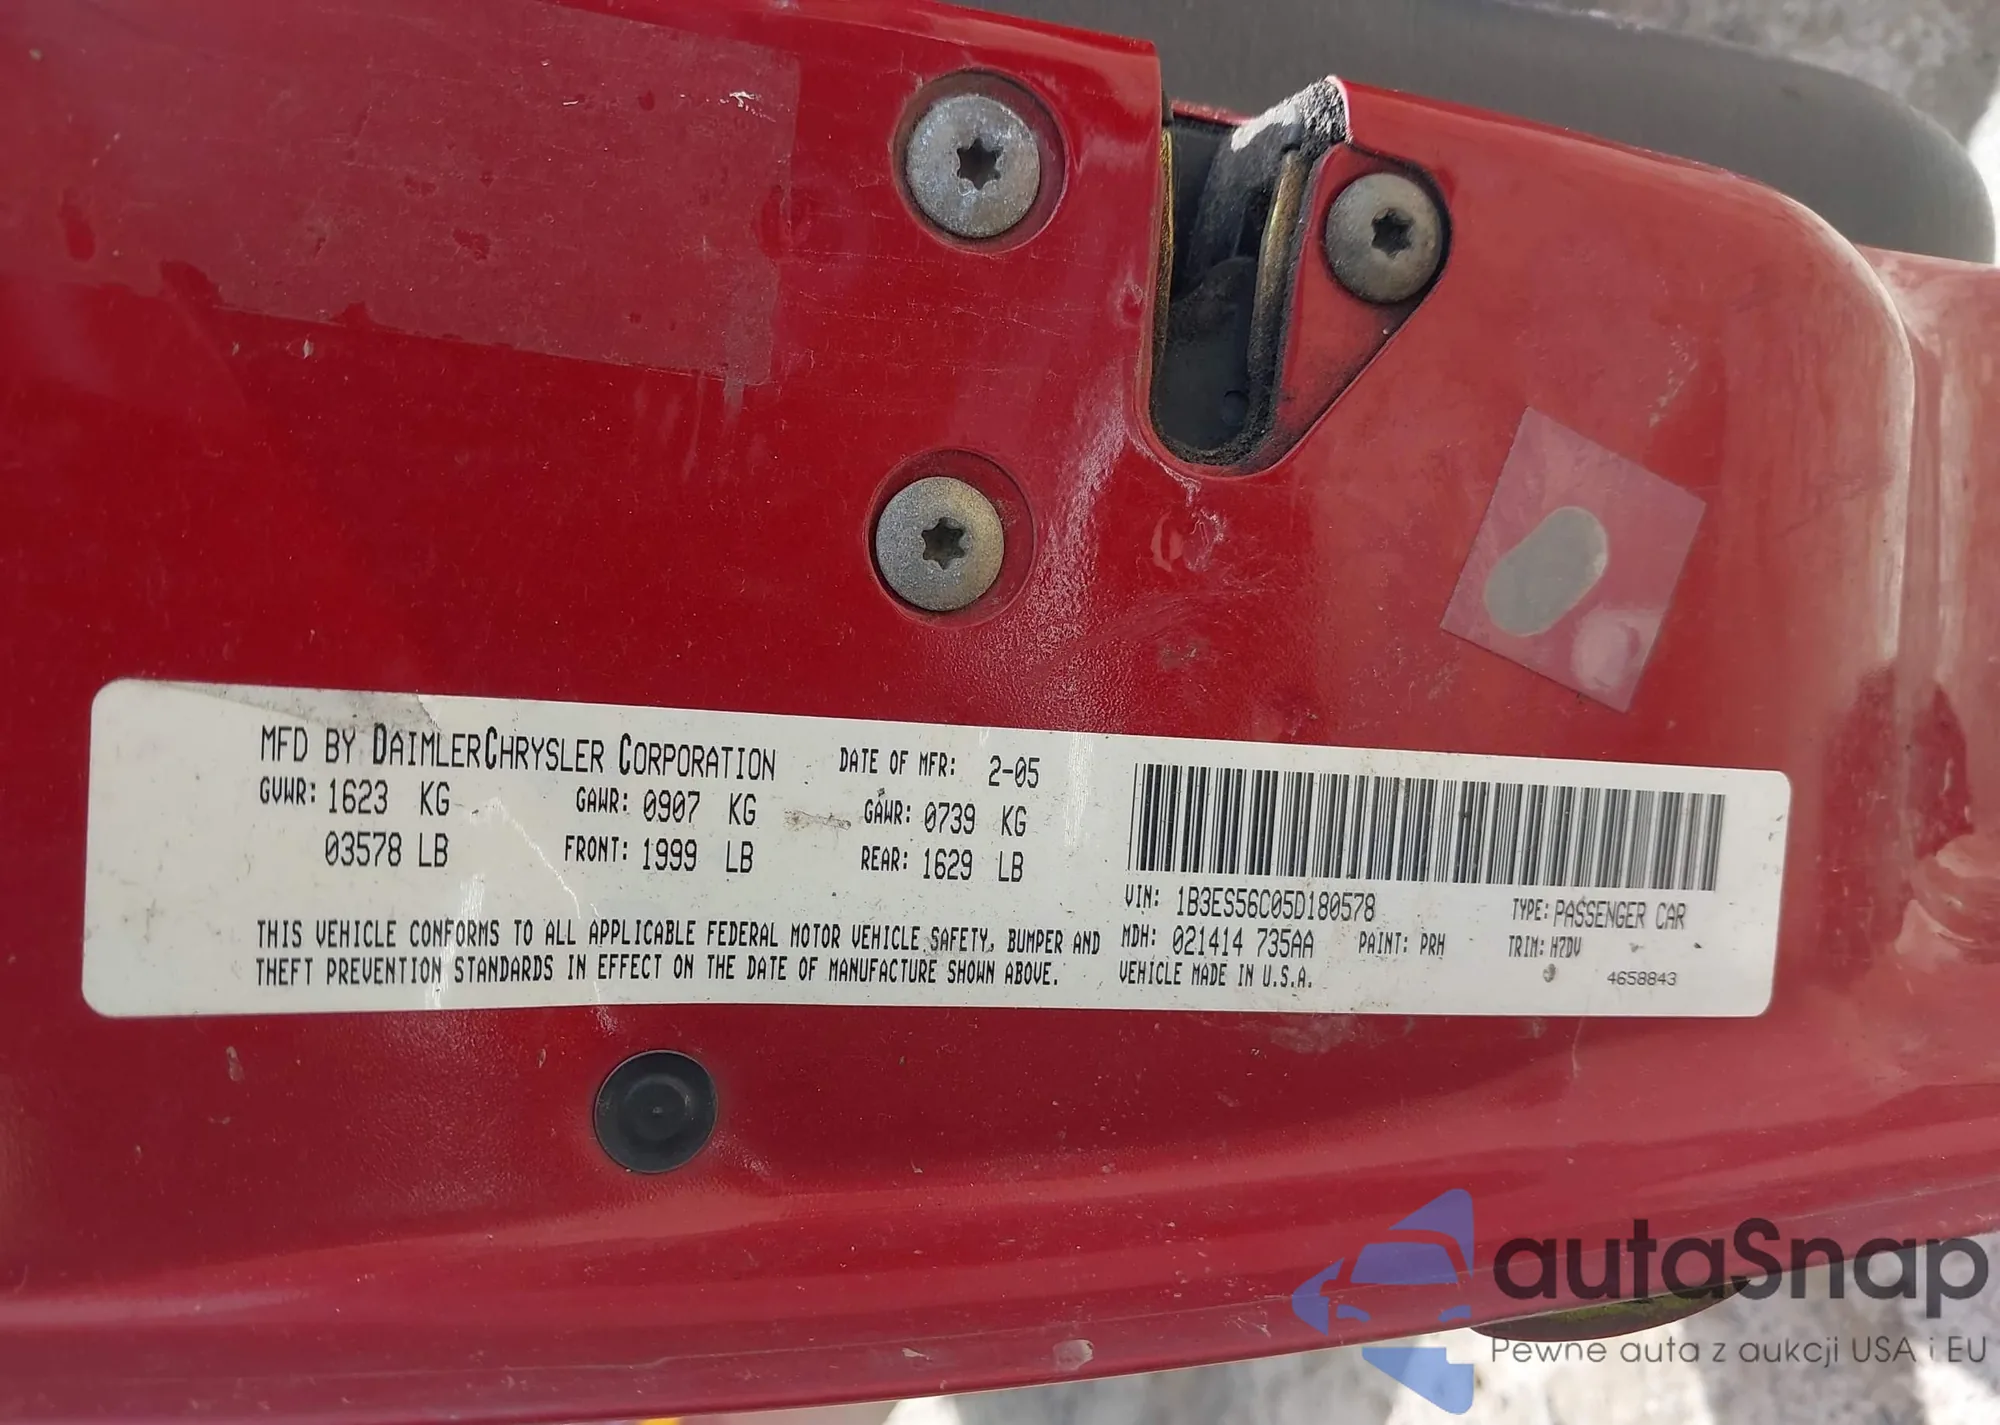 MFD BY DAIMLERCHRYSLER CORPORATION DATE OF MFR: 2-05
GVWR: 1623 KG GAWR: 0907 KG GAWR: 0739 KG
03578 LB FRONT: 1999 LB REAR: 1629 LB
THIS VEHICLE CONFORMS TO ALL APPLICABLE FEDERAL MOTOR VEHICLE SAFETY, BUMPER AND
THEFT PREVENTION STANDARDS IN EFFECT ON THE DATE OF MANUFACTURE SHOWN ABOVE.
VIN: 1B3ES56C05D180578 TYPE: PASSENGER CAR
MDH: 021414 735AA PAINT: PRH TRIM: H7DV
VEHICLE MADE IN U.S.A. 4658843
autaSnap
Pewne auta z aukcji USA i EU